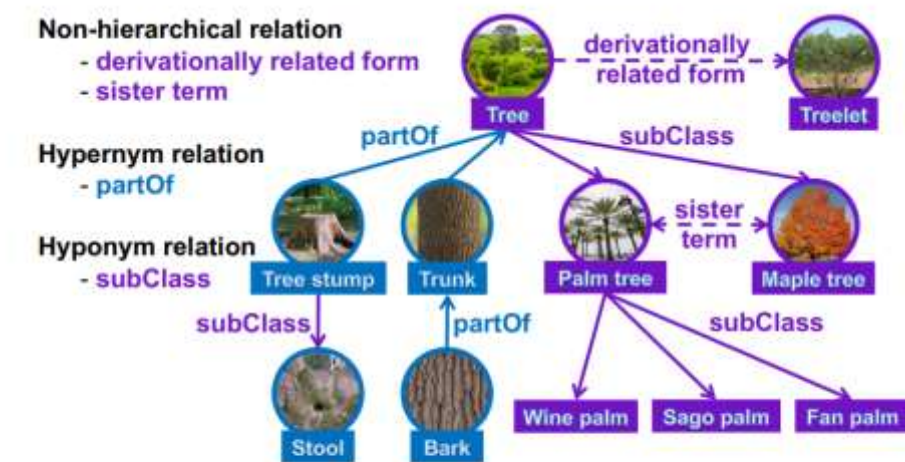 Non-hierarchical relation
- derivationally related form
- sister term
Hypernym relation
- partOf
Hyponym relation
- subClass
derivationally
related form
Tree
Treelet
partOf
subClass
sister
term
Tree stump
Trunk
Palm tree
Maple tree
subClass
partOf
subClass
Wine palm
Sago palm
Fan palm
Stool
Bark